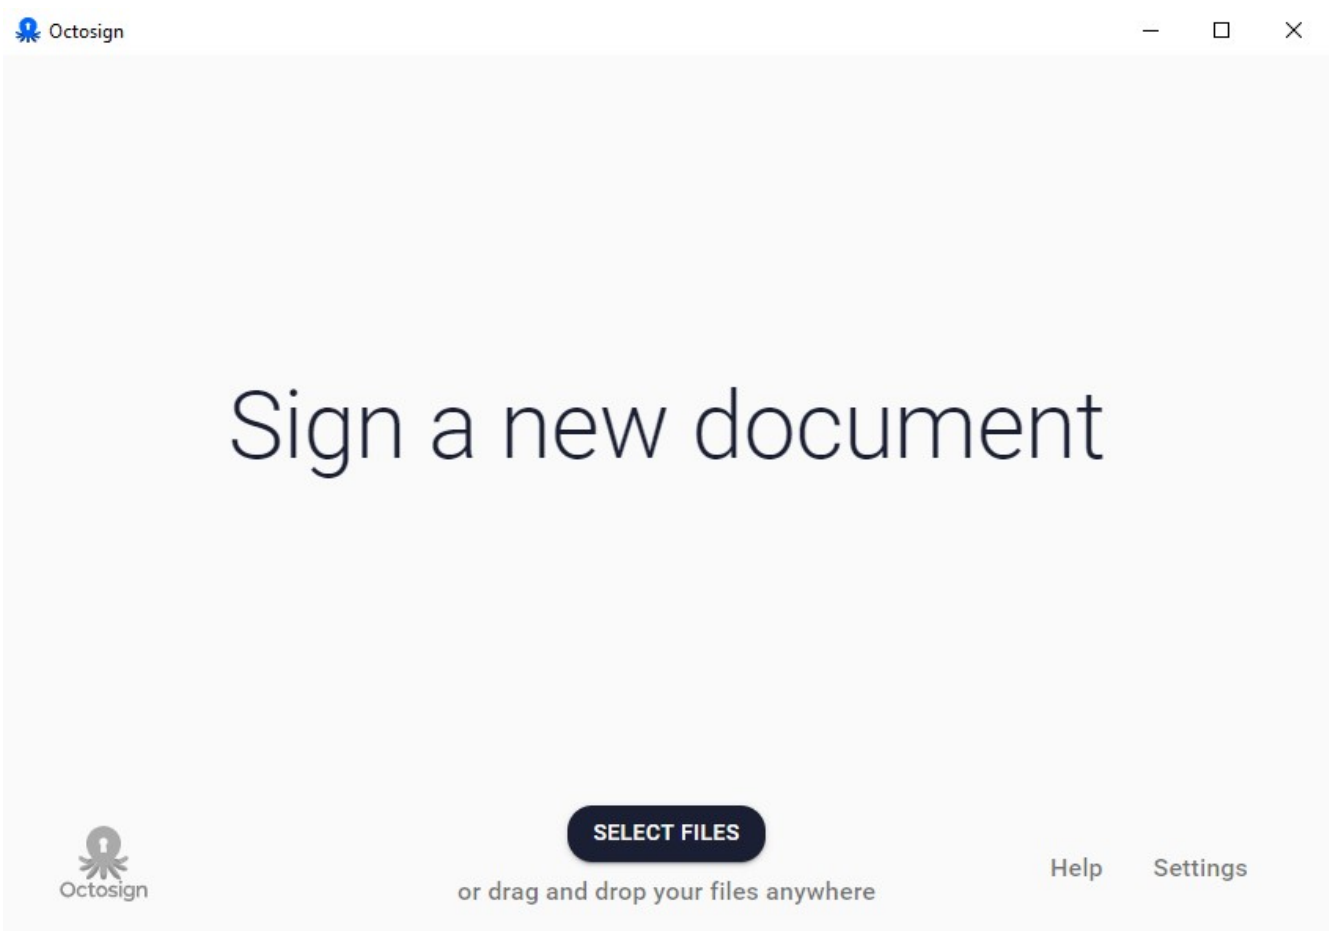 Octosign
Sign a new document
SELECT FILES
or drag and drop your files anywhere
Octosign
Help
Settings